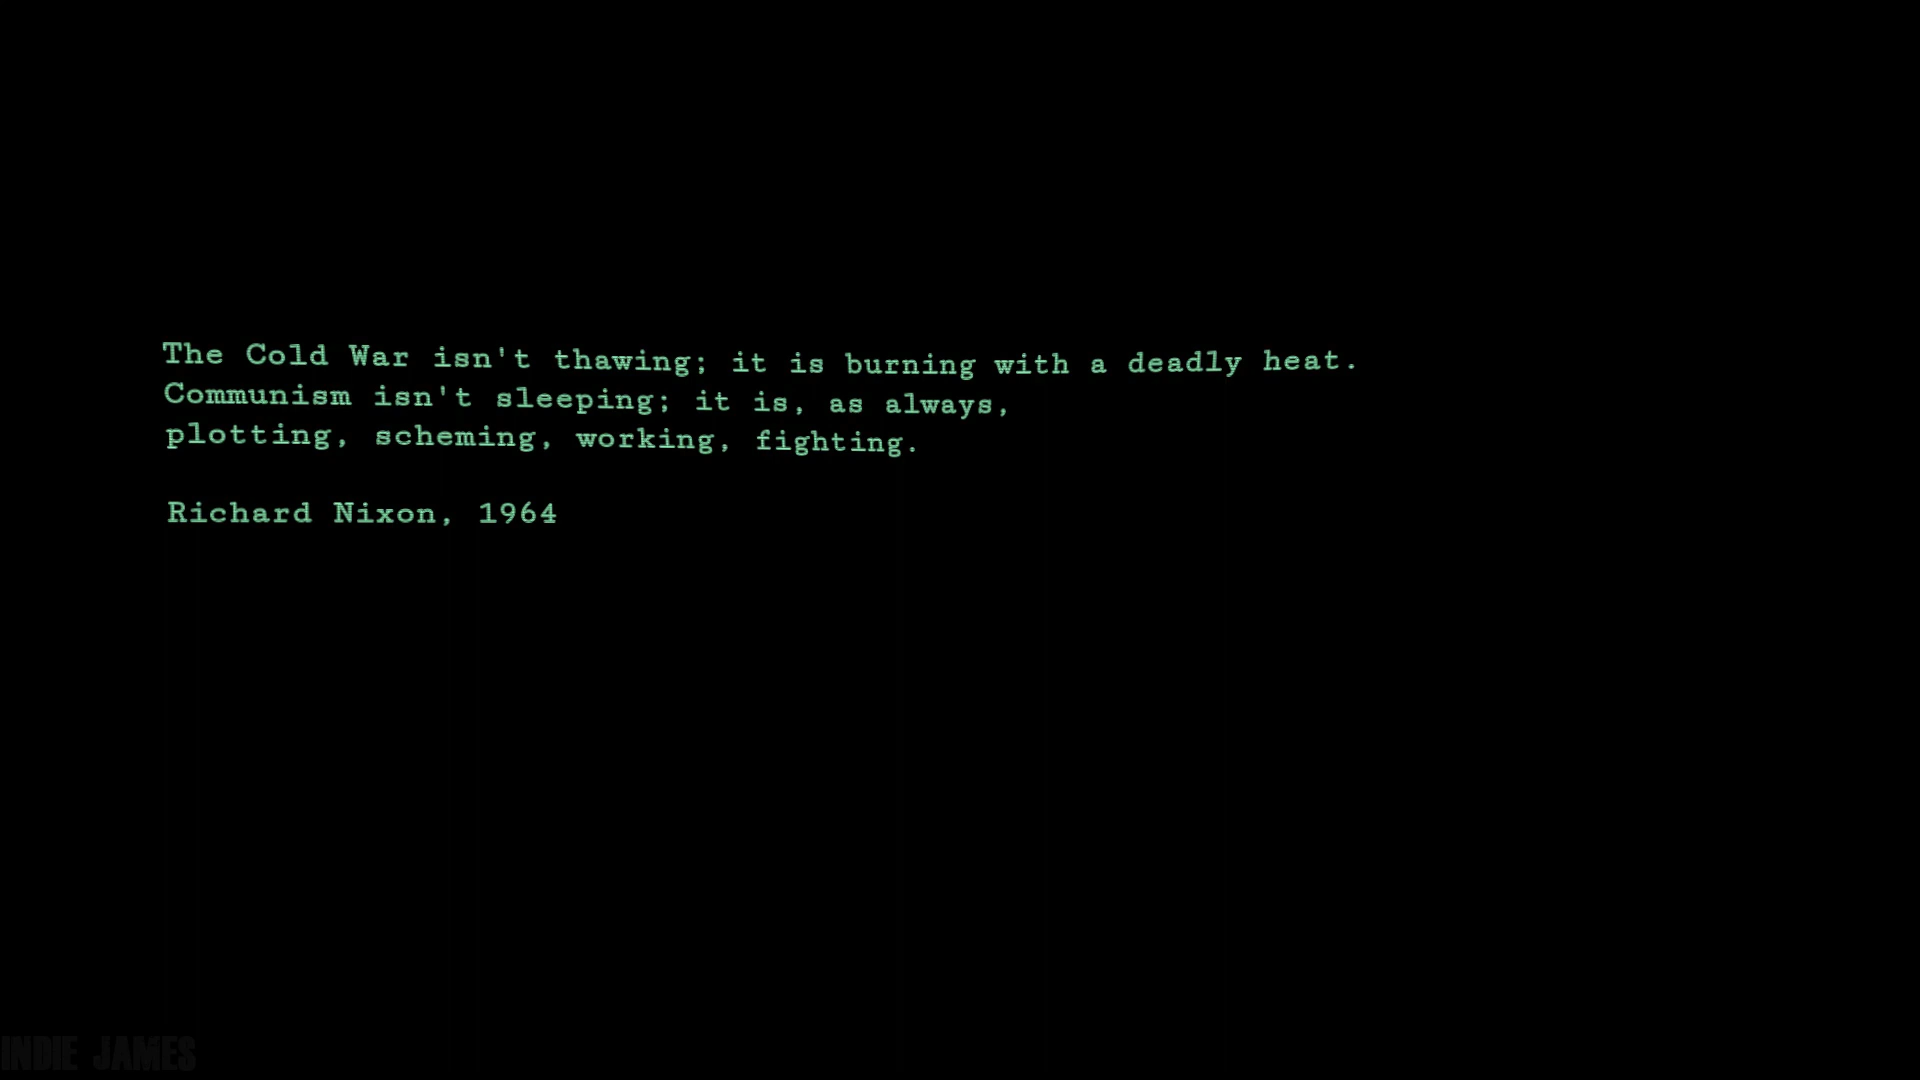 The Cold War isn't thawing; it is burning with a deadly heat.
Communism isn't sleeping; it is, as always,
plotting, scheming, working, fighting.
Richard Nixon, 1964
INDIE JAMES